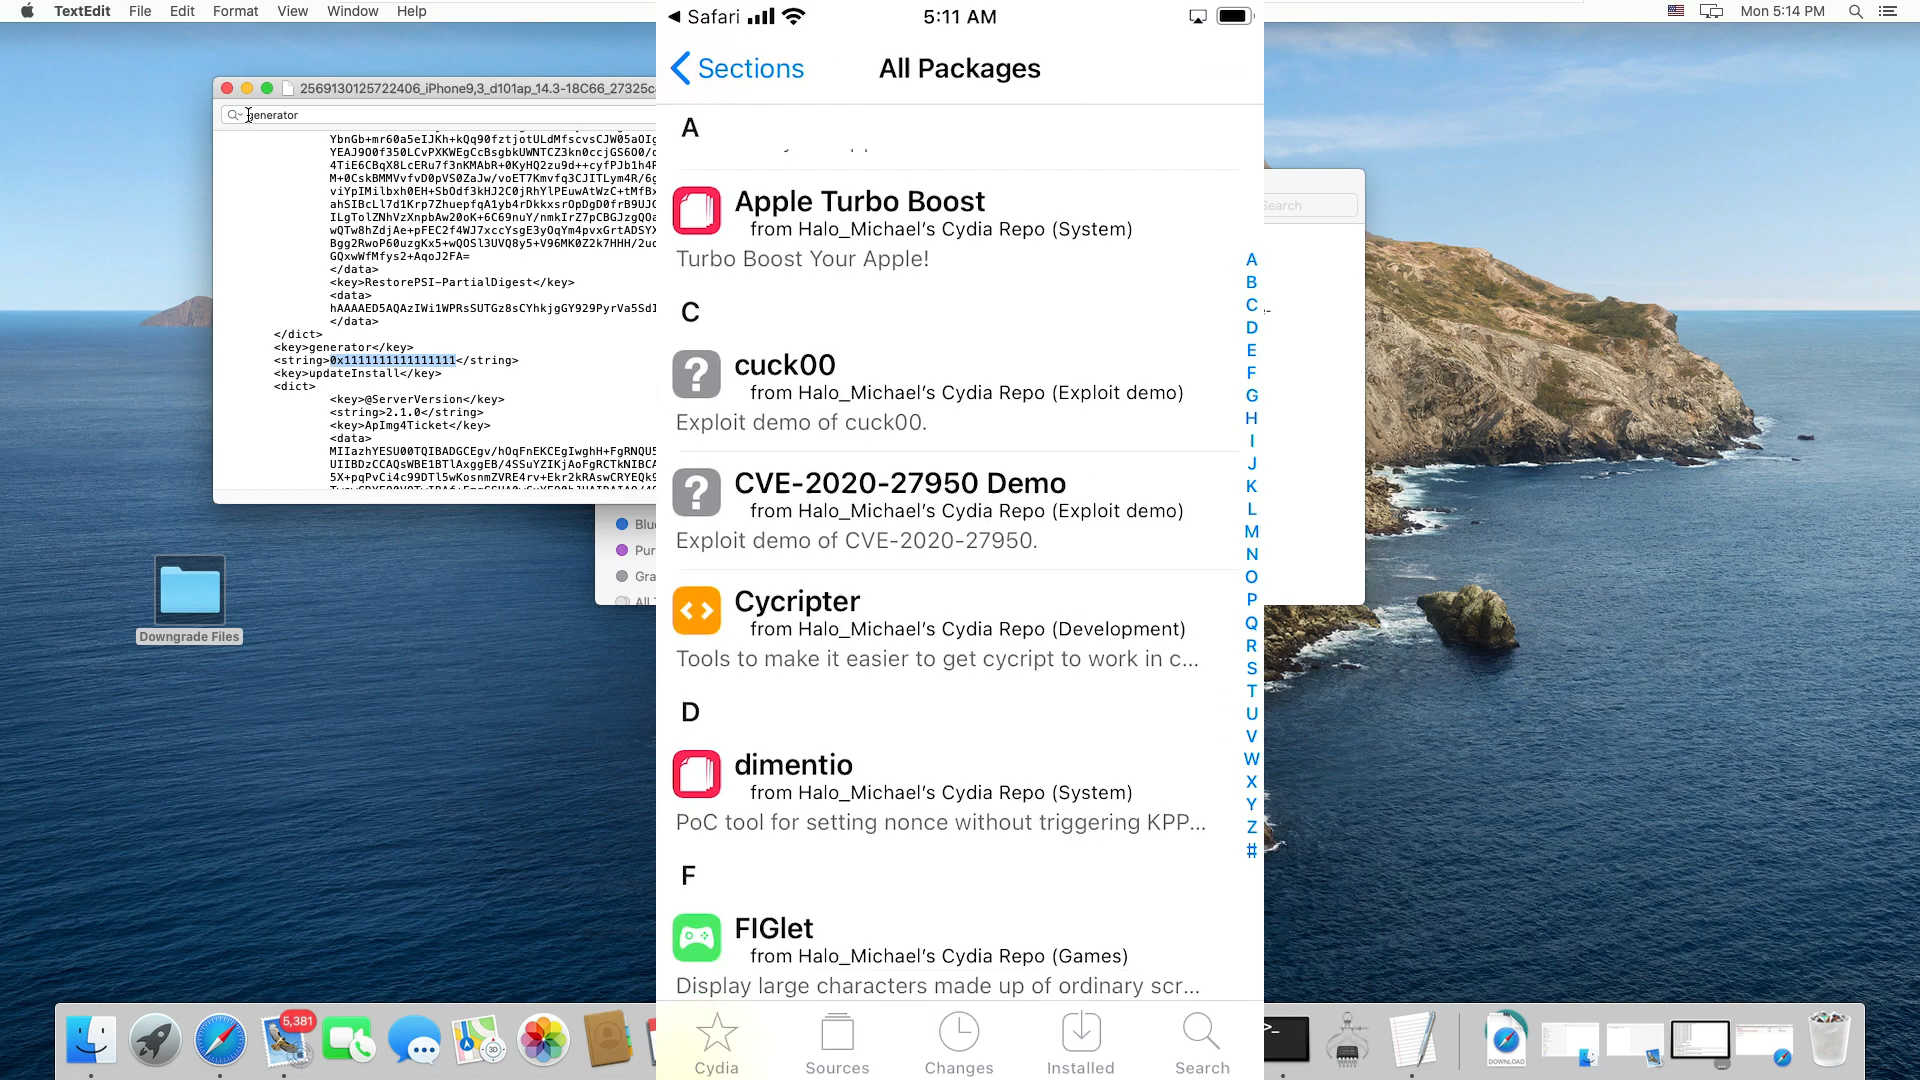 TextEdit File Edit Format View Window Help
Mon 5:14 PM
2569130125722406_iPhone9,3_d101ap_14.3-18C66_27325c
generator
</data>
<key>RestorePSI-PartialDigest</key>
<data>
</data>
</dict>
<key>generator</key>
<string>0x1111111111111111</string>
<key>updateInstall</key>
<dict>
<key>@ServerVersion</key>
<string>2.1.0</string>
<key>ApImg4Ticket</key>
<data>
Downgrade Files
Blu
Pur
Gra
Search
Safari
5:11 AM
Sections
All Packages
A
Apple Turbo Boost
from Halo_Michael's Cydia Repo (System)
Turbo Boost Your Apple!
C
cuck00
from Halo_Michael's Cydia Repo (Exploit demo)
Exploit demo of cuck00.
CVE-2020-27950 Demo
from Halo_Michael's Cydia Repo (Exploit demo)
Exploit demo of CVE-2020-27950.
Cycripter
from Halo_Michael's Cydia Repo (Development)
Tools to make it easier to get cycript to work in c...
D
dimentio
from Halo_Michael's Cydia Repo (System)
PoC tool for setting nonce without triggering KPP...
F
FIGlet
from Halo_Michael's Cydia Repo (Games)
Display large characters made up of ordinary scr...
A
B
C
D
E
F
G
H
I
J
K
L
M
N
O
P
Q
R
S
T
U
V
W
X
Y
Z
#
Cydia
Sources
Changes
Installed
Search
5,381
3D
DOWNLOAD